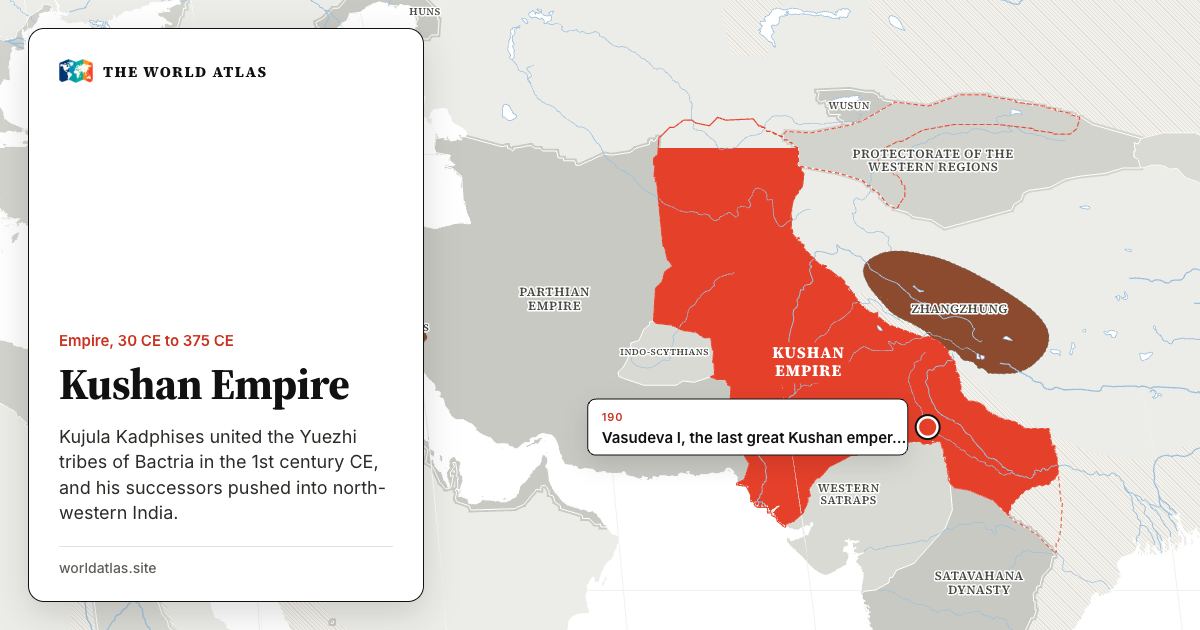 THE WORLD ATLAS
Empire, 30 CE to 375 CE
Kushan Empire
Kujula Kadphises united the Yuezhi
tribes of Bactria in the 1st century CE,
and his successors pushed into north-
western India.
worldatlas.site
HUNS
WUSUN
PROTECTORATE OF THE
WESTERN REGIONS
PARTHIAN
EMPIRE
ZHANGZHUNG
S
INDO-SCYTHIANS
KUSHAN
EMPIRE
190
Vasudeva I, the last great Kushan emper...
WESTERN
SATRAPS
SATAVAHANA
DYNASTY